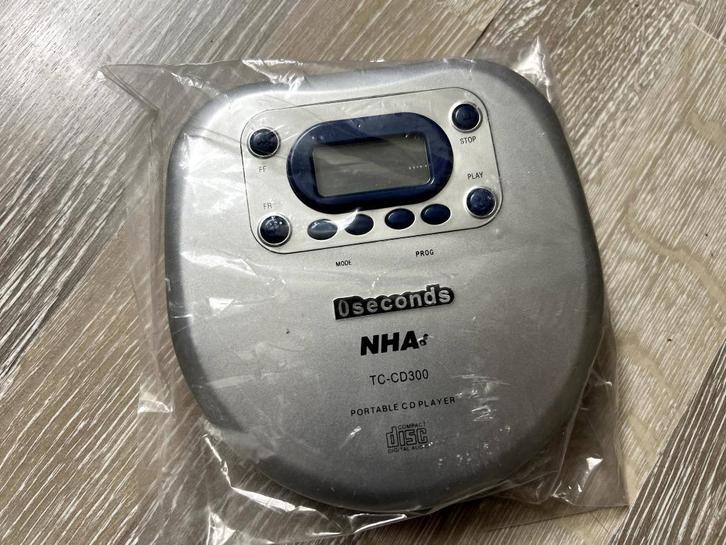 STOP
FF
PLAY
FR
MODE
PROG
0seconds
NHA
TC-CD300
PORTABLE CD PLAYER
COMPACT
disc
DIGITAL AUDIO